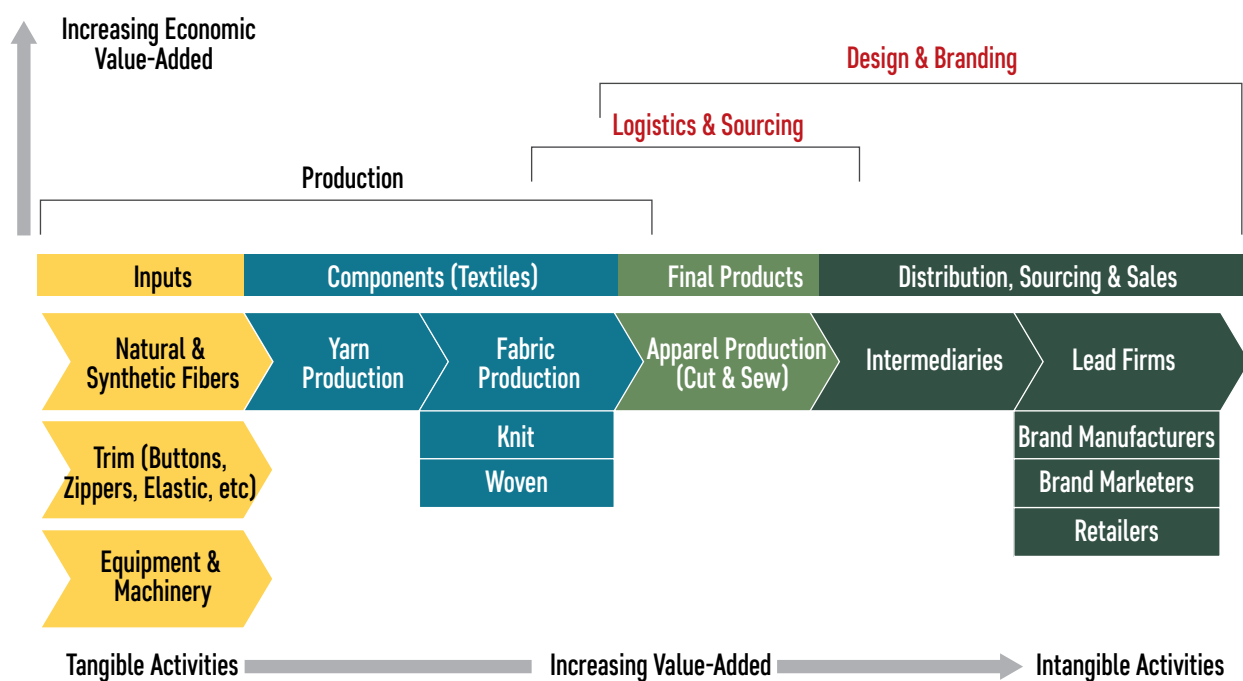 Increasing Economic
Value-Added
Design & Branding
Logistics & Sourcing
Production
Inputs
Components (Textiles)
Final Products
Distribution, Sourcing & Sales
Natural &
Synthetic Fibers
Yarn
Production
Fabric
Production
Apparel Production
(Cut & Sew)
Intermediaries
Lead Firms
Knit
Woven
Brand Manufacturers
Brand Marketers
Retailers
Trim (Buttons,
Zippers, Elastic, etc)
Equipment &
Machinery
Tangible Activities
Increasing Value-Added
Intangible Activities